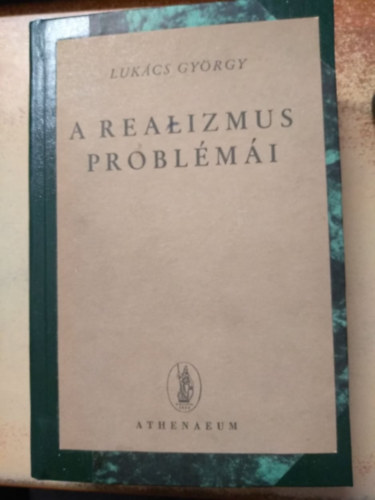 LUKÁCS GYÖRGY
A REALIZMUS
PROBLÉMÁI
ATHENAEUM